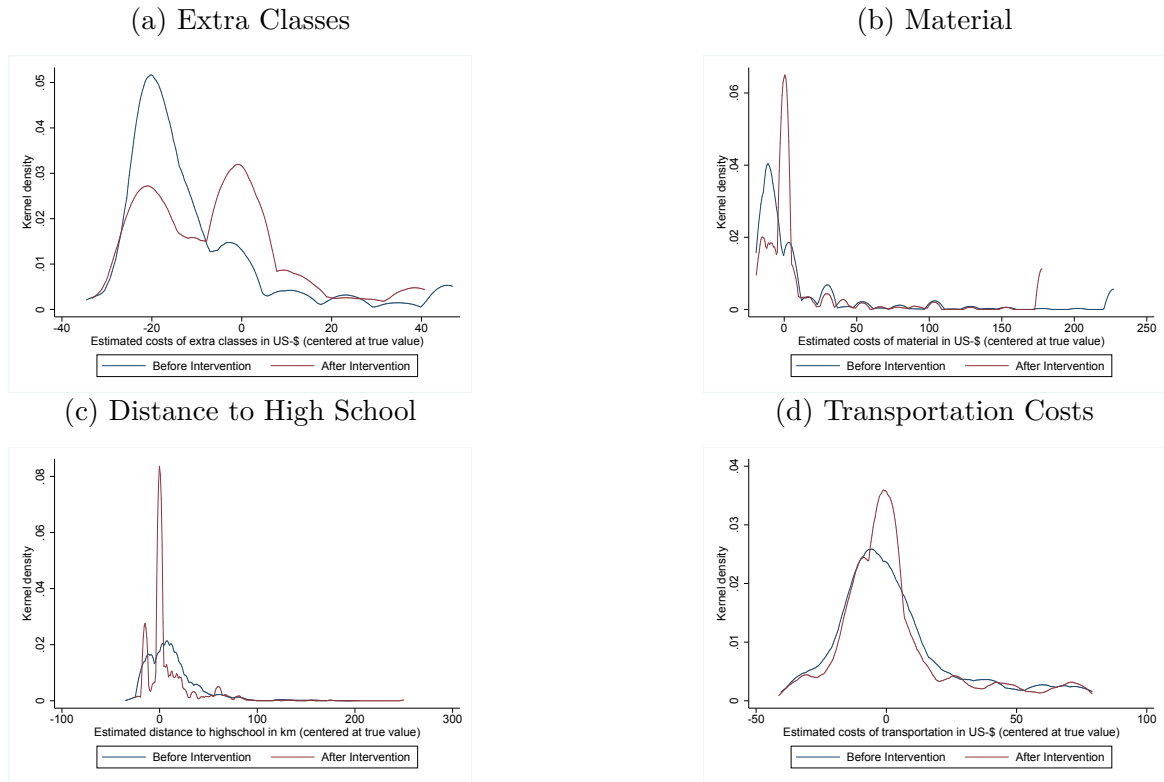 (a) Extra Classes
Kernel density
0
.01
.02
.03
.04
.05
-40
-20
0
20
40
Estimated costs of extra classes in US-$ (centered at true value)
Before Intervention
After Intervention
(b) Material
Kernel density
0
.02
.04
.06
0
50
100
150
200
250
Estimated costs of material in US-$ (centered at true value)
Before Intervention
After Intervention
(c) Distance to High School
Kernel density
0
.02
.04
.06
.08
-100
0
100
200
300
Estimated distance to highschool in km (centered at true value)
Before Intervention
After Intervention
(d) Transportation Costs
Kernel density
0
.01
.02
.03
.04
-50
0
50
100
Estimated costs of transportation in US-$ (centered at true value)
Before Intervention
After Intervention